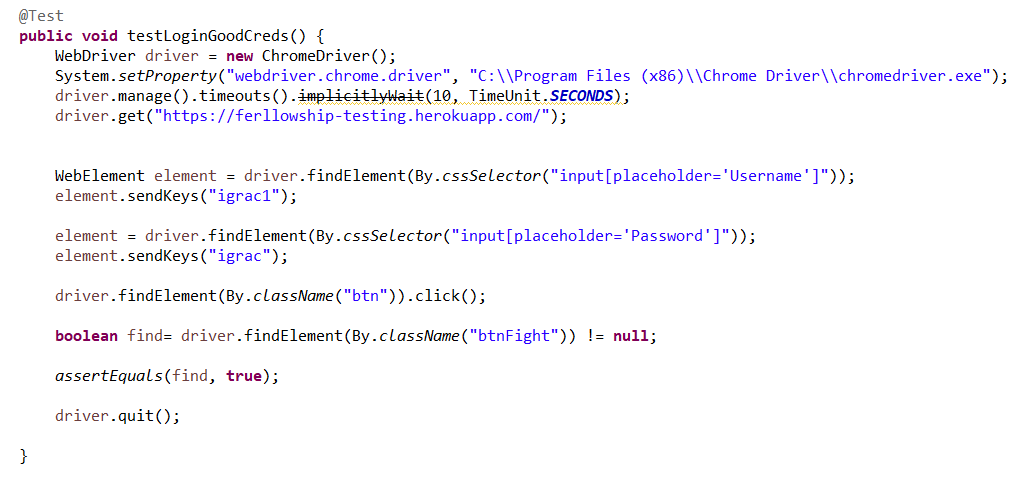 @Test
public void testLoginGoodCreds() {
    WebDriver driver = new ChromeDriver();
    System.setProperty("webdriver.chrome.driver", "C:\\Program Files (x86)\\Chrome Driver\\chromedriver.exe");
    driver.manage().timeouts().implicitlyWait(10, TimeUnit.SECONDS);
    driver.get("https://ferllowship-testing.herokuapp.com/");
    WebElement element = driver.findElement(By.cssSelector("input[placeholder='Username']"));
    element.sendKeys("igrac1");
    element = driver.findElement(By.cssSelector("input[placeholder='Password']"));
    element.sendKeys("igrac");
    driver.findElement(By.className("btn")).click();
    boolean find= driver.findElement(By.className("btnFight")) != null;
    assertEquals(find, true);
    driver.quit();
}